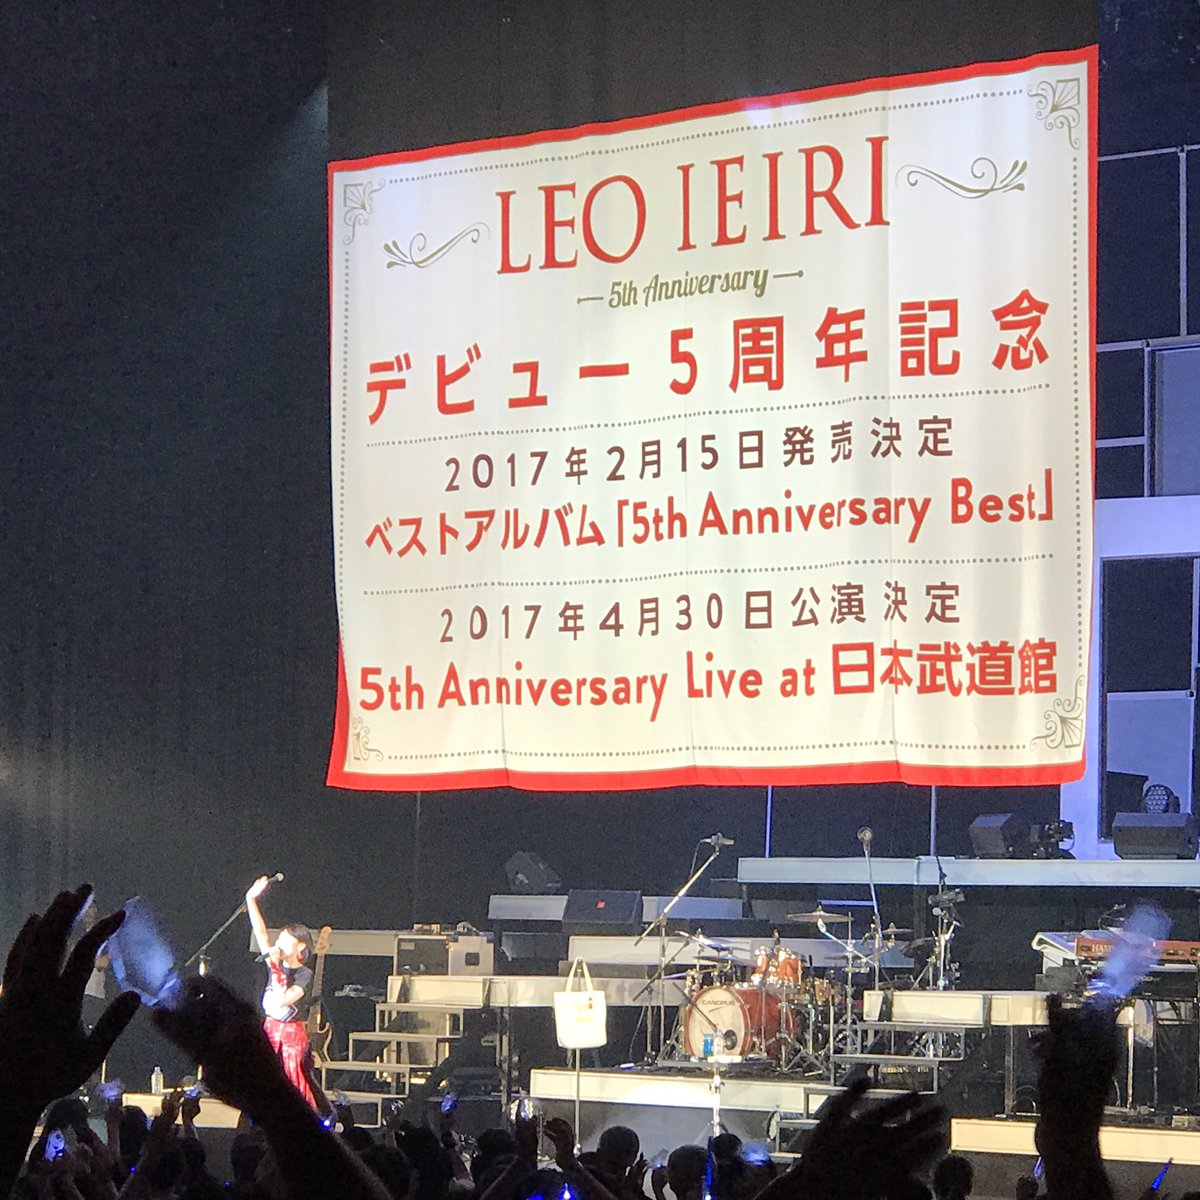 LEO IEIRI
5th Anniversary
デビュー5周年記念
2017年2月15日発売決定
ベストアルバム「5th Anniversary Best」
2017年4月30日公演決定
5th Anniversary Live at 日本武道館
CANOPUS